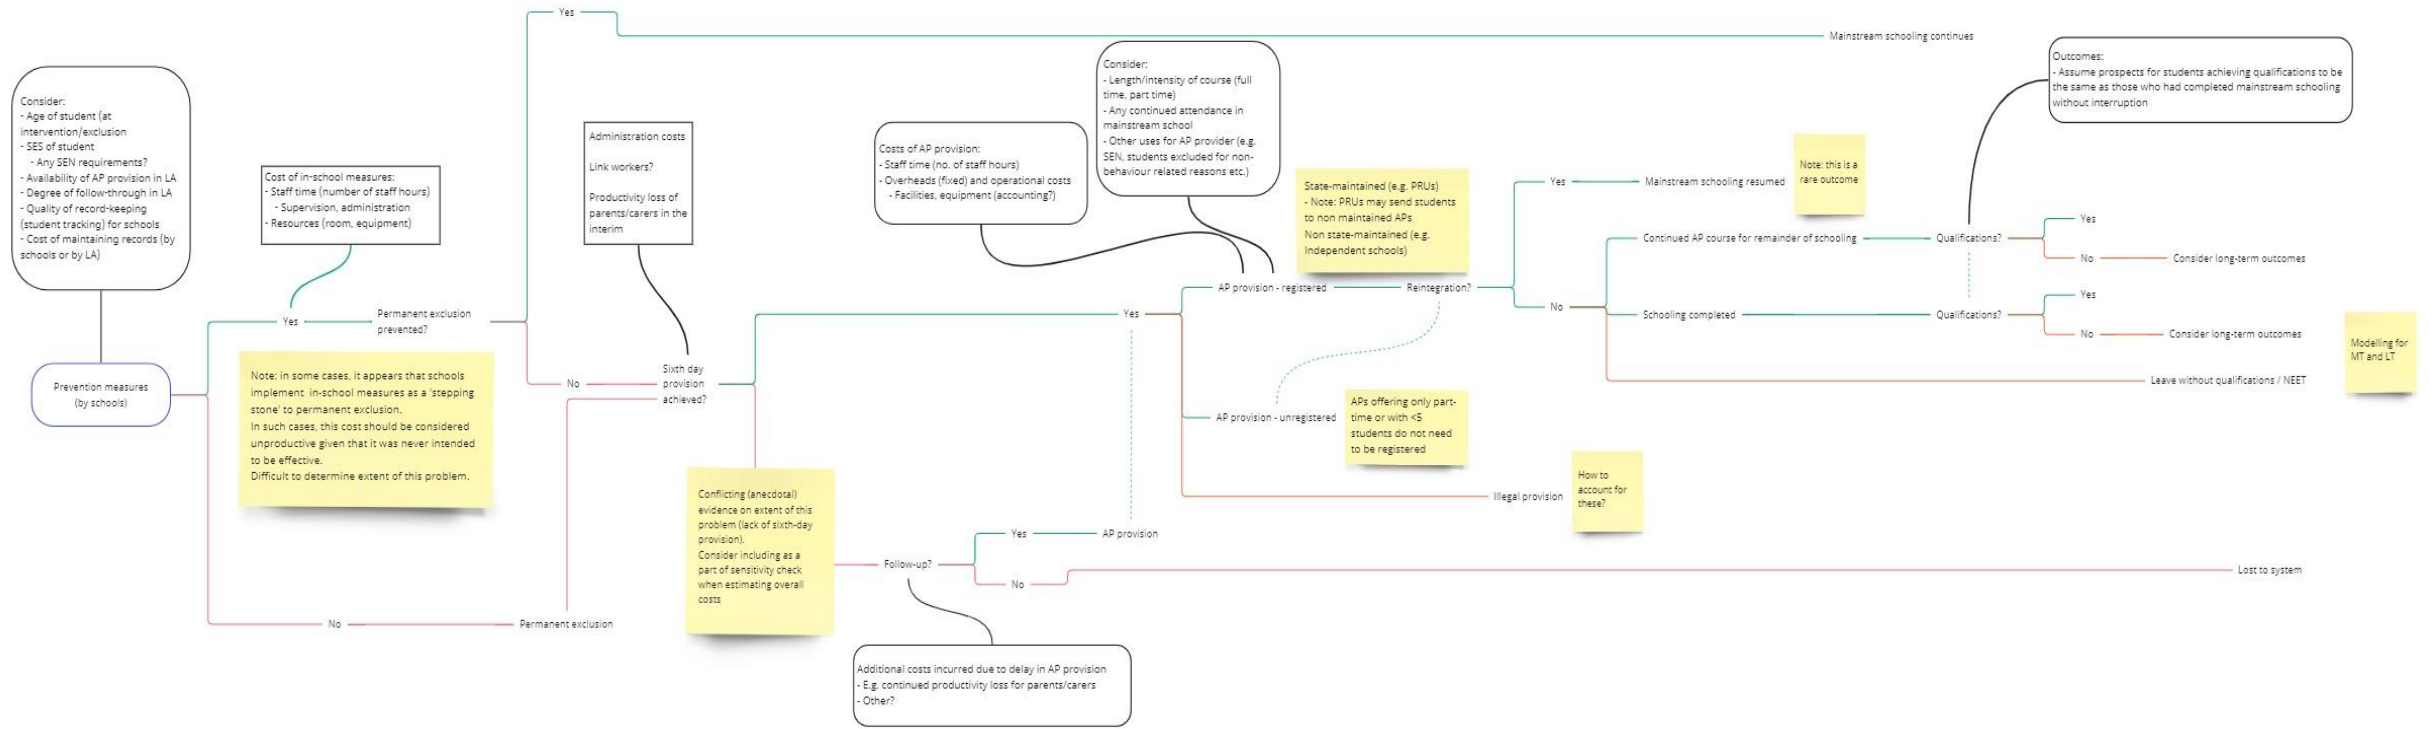 Yes
Mainstream schooling continues
Consider:
- Age of student (at
intervention/exclusion
- SES of student
- Any SEN requirements?
- Availability of AP provision in LA
- Degree of follow-through in LA
- Quality of record-keeping
(student tracking) for schools
- Cost of maintaining records (by
schools or by LA)
Cost of in-school measures:
- Staff time (number of staff hours)
- Supervision, administration
- Resources (room, equipment)
Administration costs
Link workers?
Productivity loss of
parents/carers in the
interim
Costs of AP provision:
- Staff time (no. of staff hours)
- Overheads (fixed) and operational costs
- Facilities, equipment (accounting?)
Consider:
- Length/intensity of course (full
time, part time)
- Any continued attendance in
mainstream school
- Other uses for AP provider (e.g.
SEN, students excluded for non-
behaviour related reasons etc.)
State-maintained (e.g. PRUs)
- Note: PRUs may send students
to non maintained APs
Non state-maintained (e.g.
Independent schools)
Outcomes:
- Assume prospects for students achieving qualifications to be
the same as those who had completed mainstream schooling
without interruption
Note: this is a
rare outcome
Yes
Mainstream schooling resumed
Continued AP course for remainder of schooling
Qualifications?
Yes
No
Consider long-term outcomes
AP provision - registered
Reintegration?
No
Schooling completed
Qualifications?
Yes
No
Consider long-term outcomes
Modelling for
MT and LT
Leave without qualifications / NEET
Yes
Permanent exclusion
prevented?
Yes
Prevention measures
(by schools)
Note: in some cases, it appears that schools
implement in-school measures as a 'stepping
stone' to permanent exclusion.
In such cases, this cost should be considered
unproductive given that it was never intended
to be effective.
Difficult to determine extent of this problem.
No
Sixth day
provision
achieved?
AP provision - unregistered
APs offering only part-
time or with <5
students do not need
to be registered
Illegal provision
How to
account for
these?
Conflicting (anecdotal)
evidence on extent of this
problem (lack of sixth-day
provision).
Consider including as a
part of sensitivity check
when estimating overall
costs
Follow-up?
Yes
AP provision
No
Lost to system
No
Permanent exclusion
Additional costs incurred due to delay in AP provision
- E.g. continued productivity loss for parents/carers
- Other?